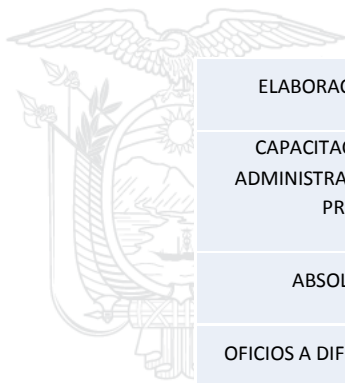 ELABORAC
CAPACITAC
ADMINISTRA
PR
ABSOL
OFICIOS A DIF